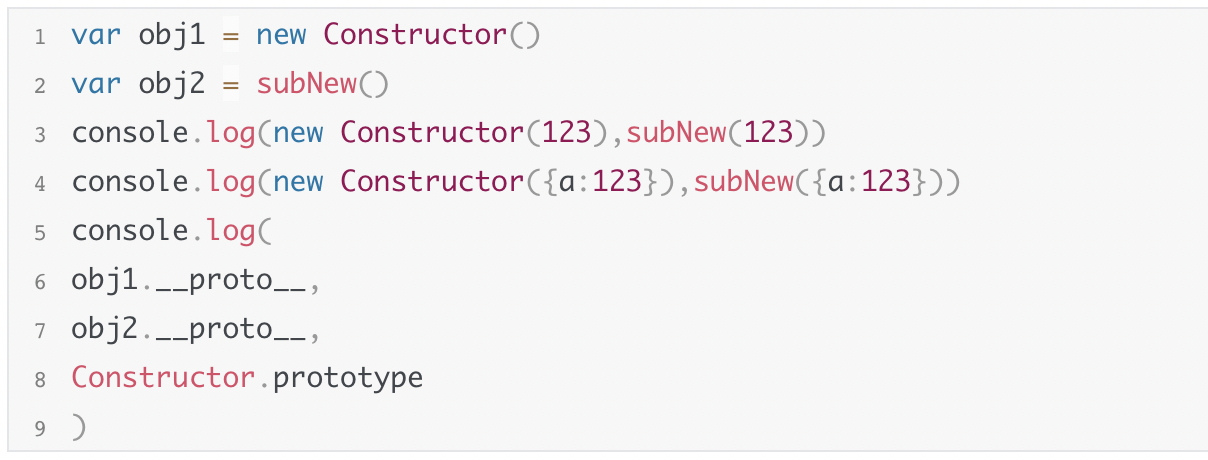 1 var obj1 = new Constructor()
2 var obj2 = subNew()
3 console.log(new Constructor(123),subNew(123))
4 console.log(new Constructor({a:123}),subNew({a:123}))
5 console.log(
6 obj1.__proto__,
7 obj2.__proto__,
8 Constructor.prototype
9 )